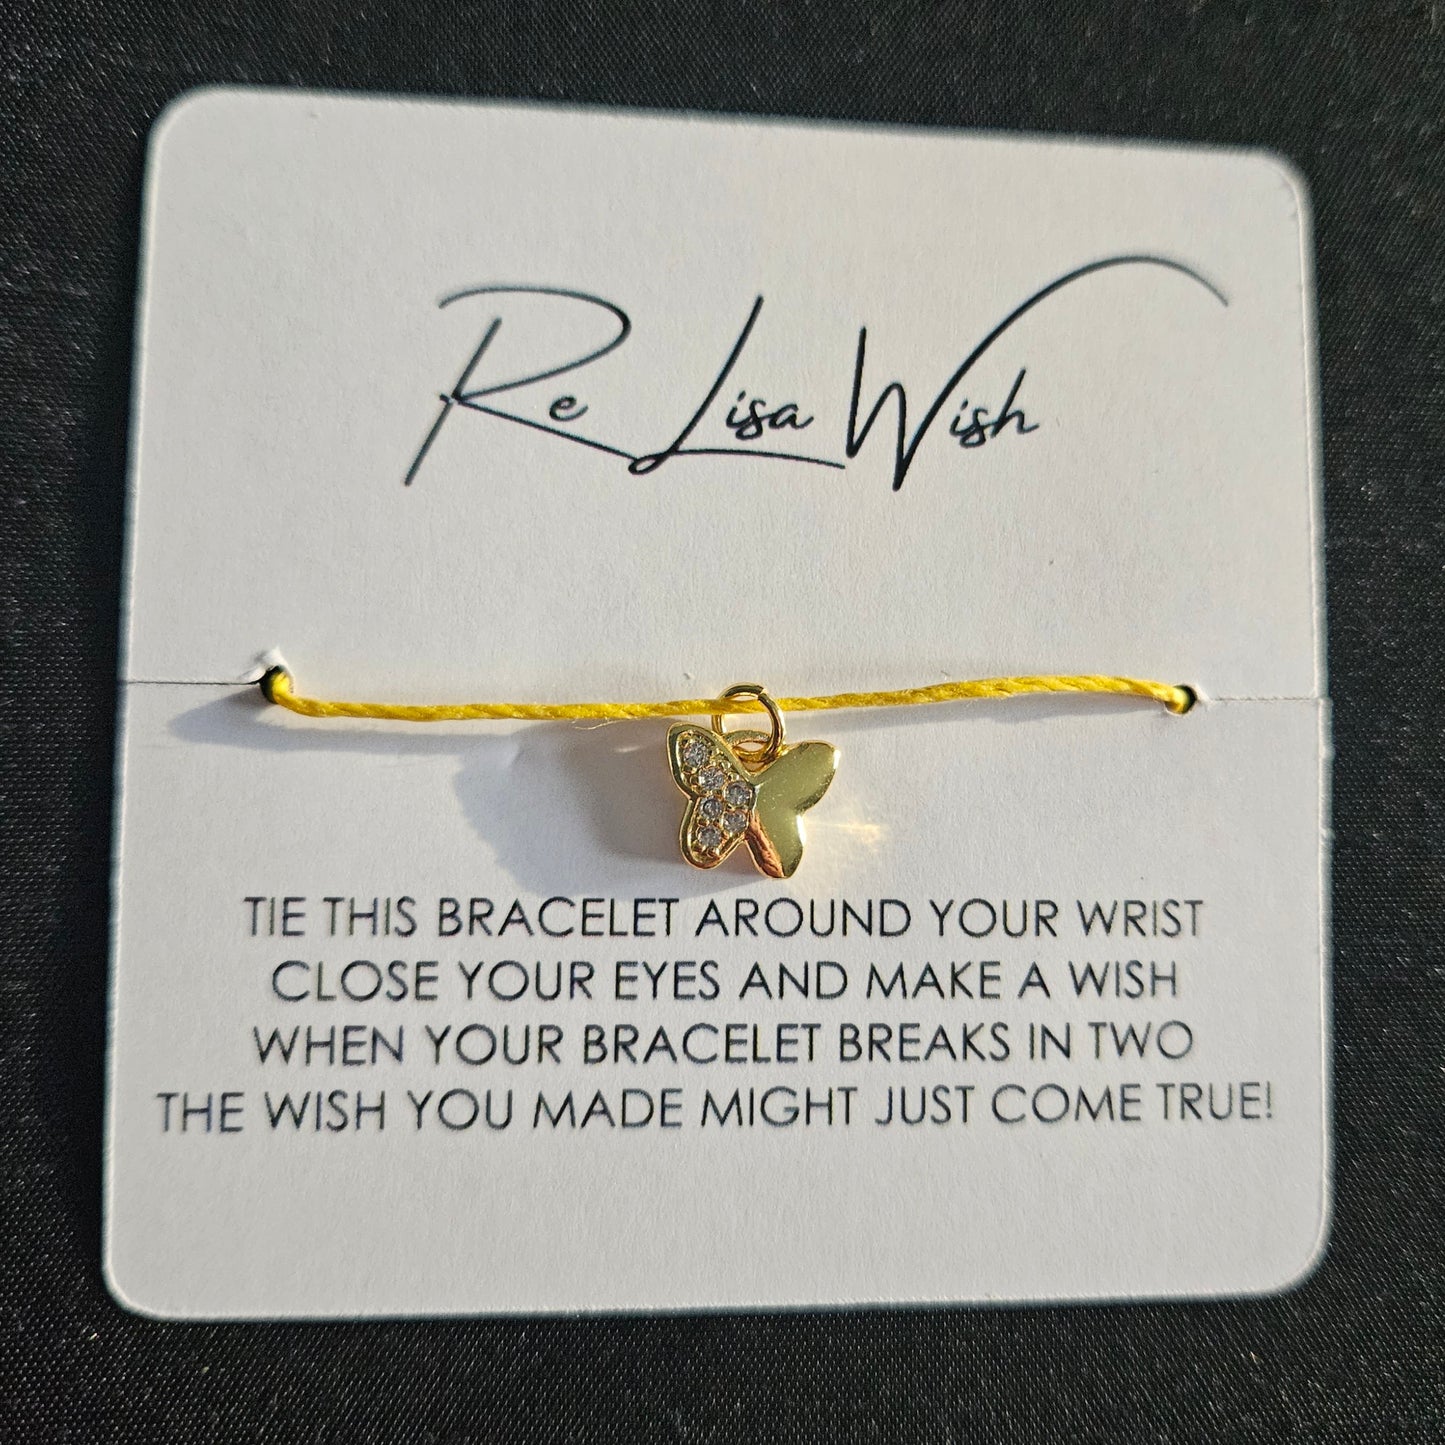 Re Lisa Wish
TIE THIS BRACELET AROUND YOUR WRIST
CLOSE YOUR EYES AND MAKE A WISH
WHEN YOUR BRACELET BREAKS IN TWO
THE WISH YOU MADE MIGHT JUST COME TRUE!